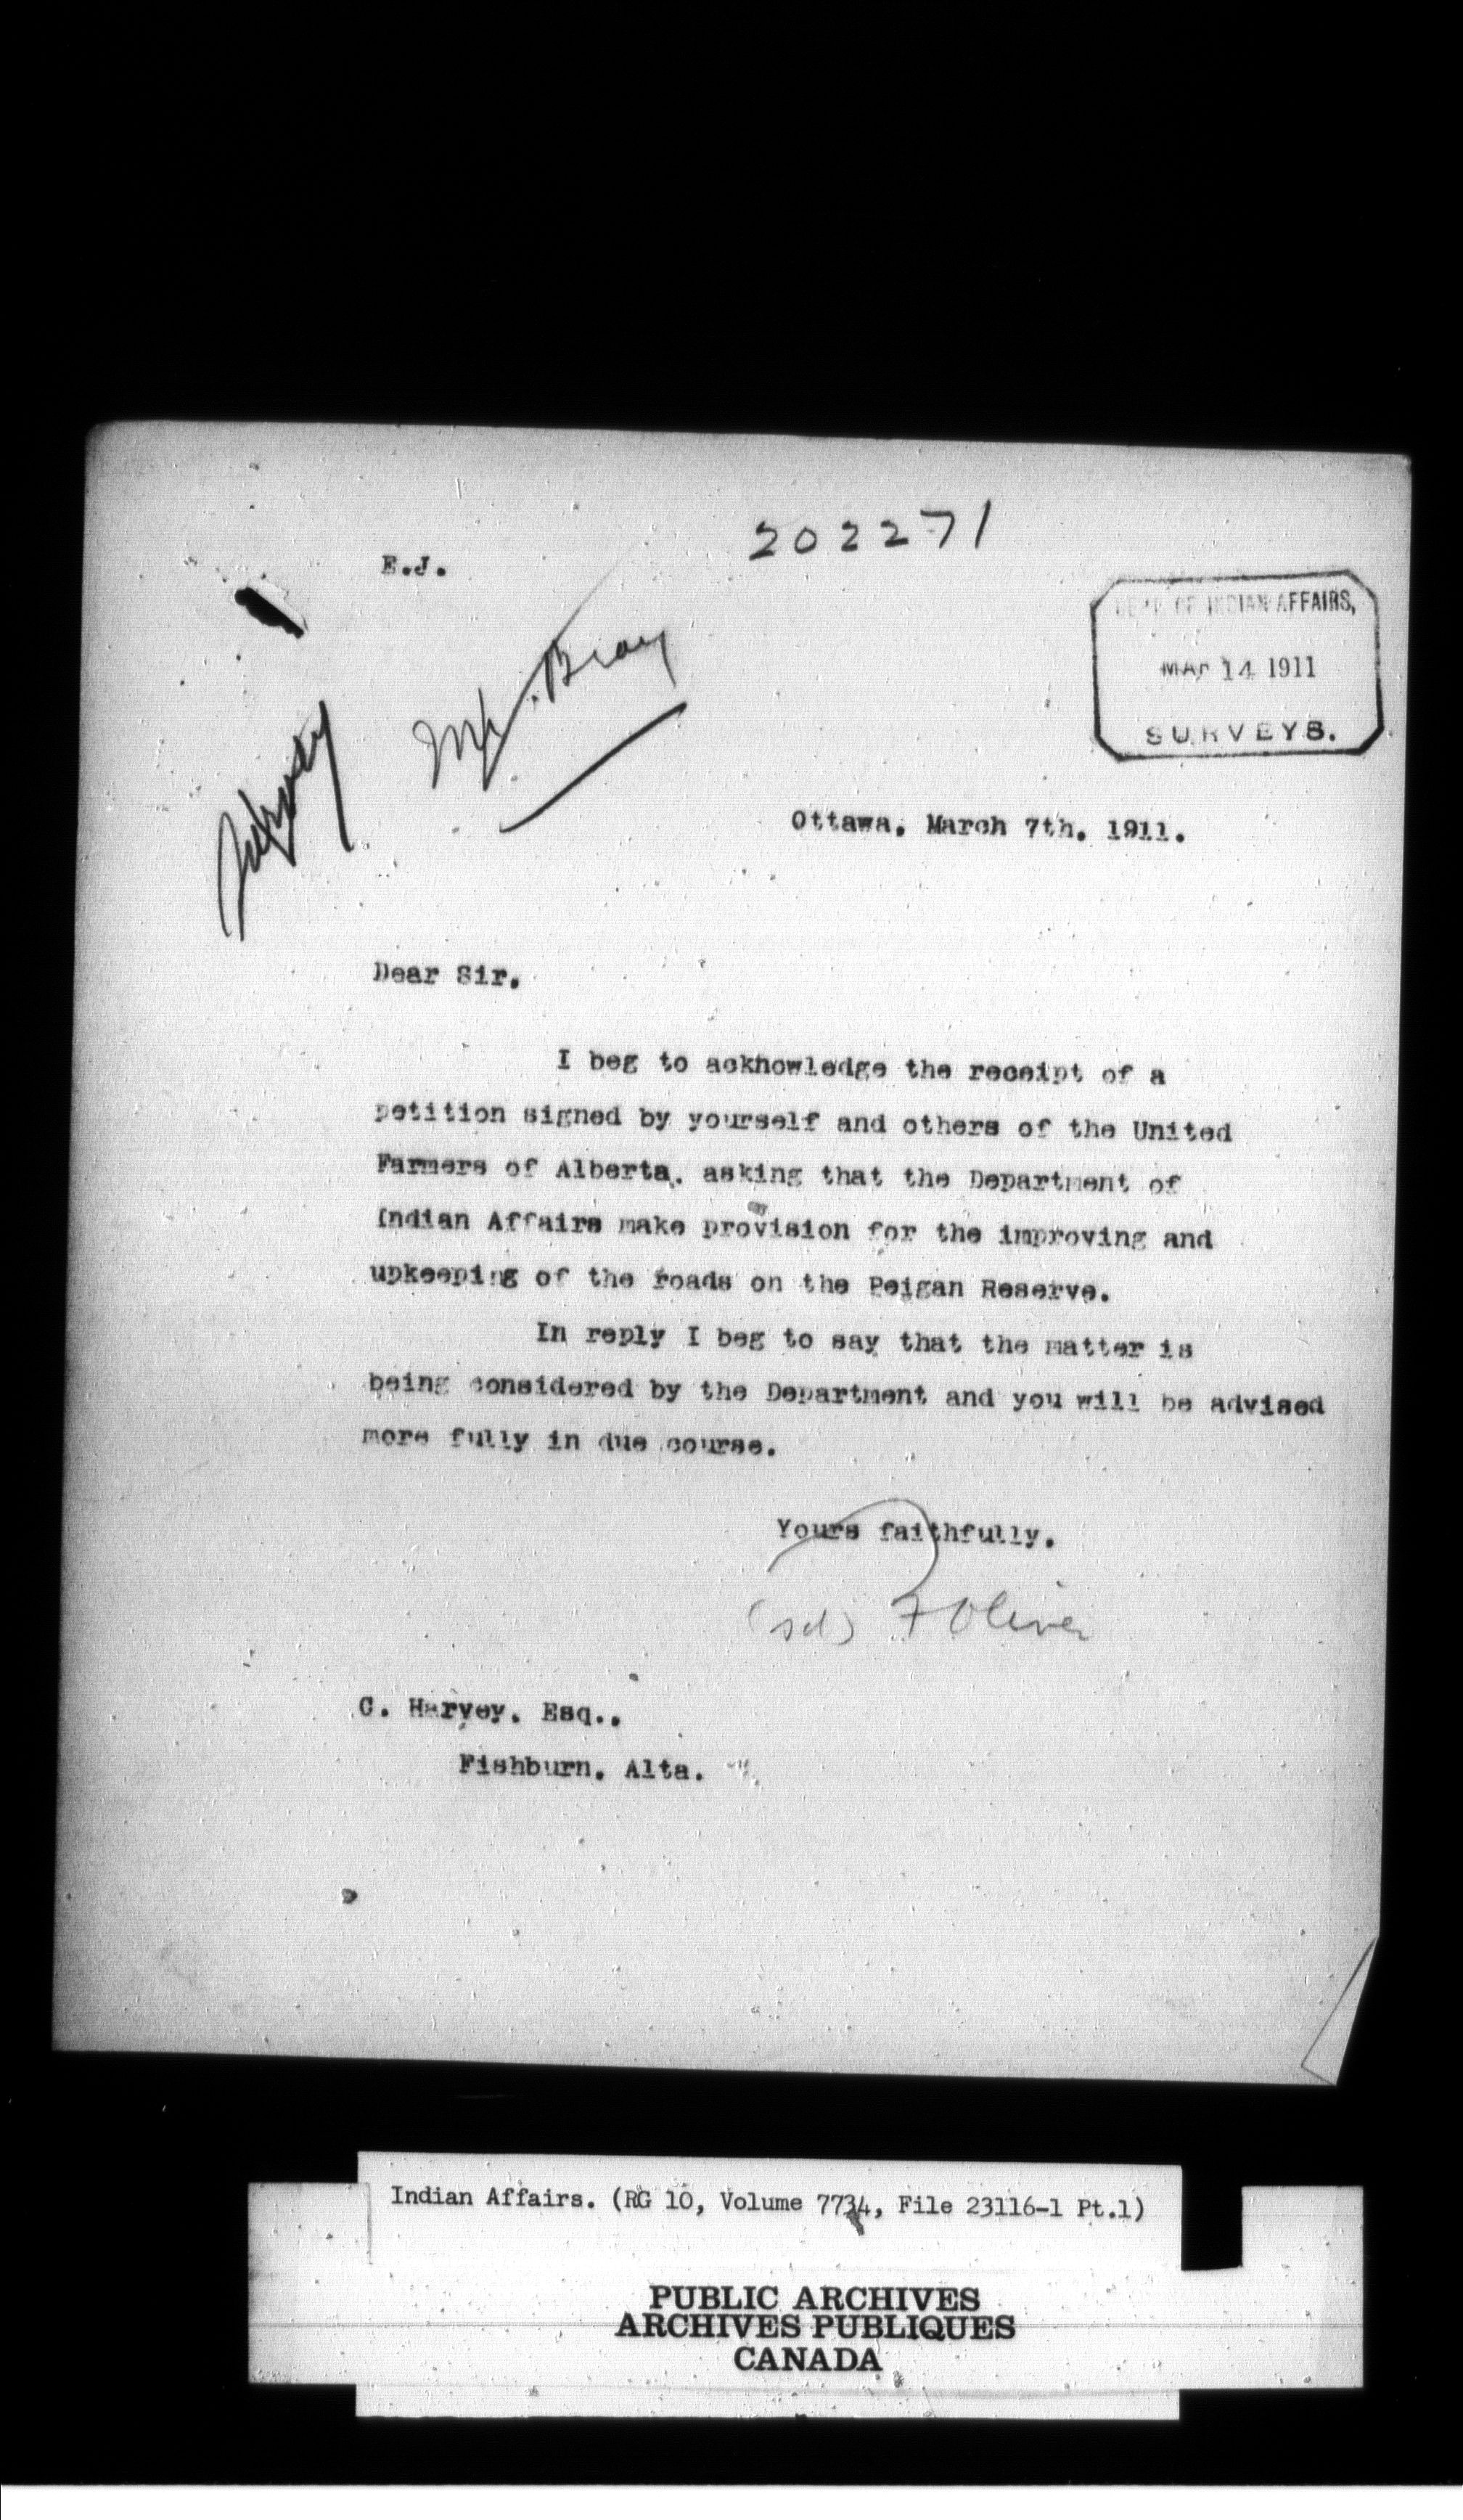 202271
E.J.
DEPT. OF INDIAN AFFAIRS,
MAR 14 1911
SURVEYS.
Mr. Bray
Ottawa, March 7th, 1911.
Dear Sir,
I beg to acknowledge the receipt of a
petition signed by yourself and others of the United
Farmers of Alberta, asking that the Department of
Indian Affairs make provision for the improving and
upkeeping of the roads on the Peigan Reserve.
In reply I beg to say that the matter is
being considered by the Department and you will be advised
more fully in due course.
Yours faithfully,
(sd) F Oliver
C. Harvey, Esq.,
Fishburn, Alta.
Indian Affairs. (RG 10, Volume 7734, File 23116-1 Pt.1)
PUBLIC ARCHIVES
ARCHIVES PUBLIQUES
CANADA